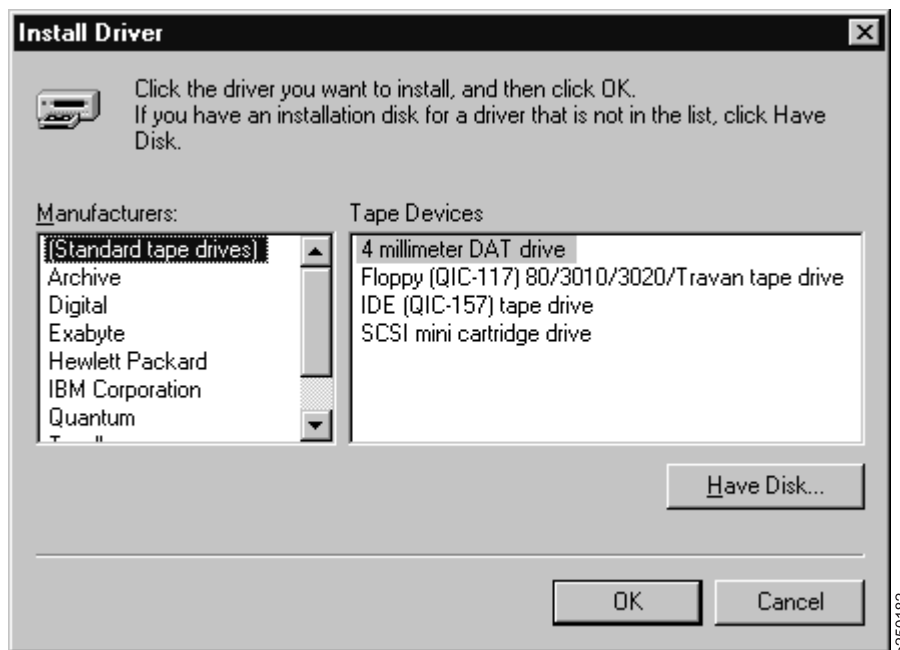 Install Driver
Click the driver you want to install, and then click OK.
If you have an installation disk for a driver that is not in the list, click Have
Disk.
Manufacturers:
(Standard tape drives)
Archive
Digital
Exabyte
Hewlett Packard
IBM Corporation
Quantum
Tape Devices
4 millimeter DAT drive
Floppy (QIC-117) 80/3010/3020/Travan tape drive
IDE (QIC-157) tape drive
SCSI mini cartridge drive
Have Disk...
OK
Cancel